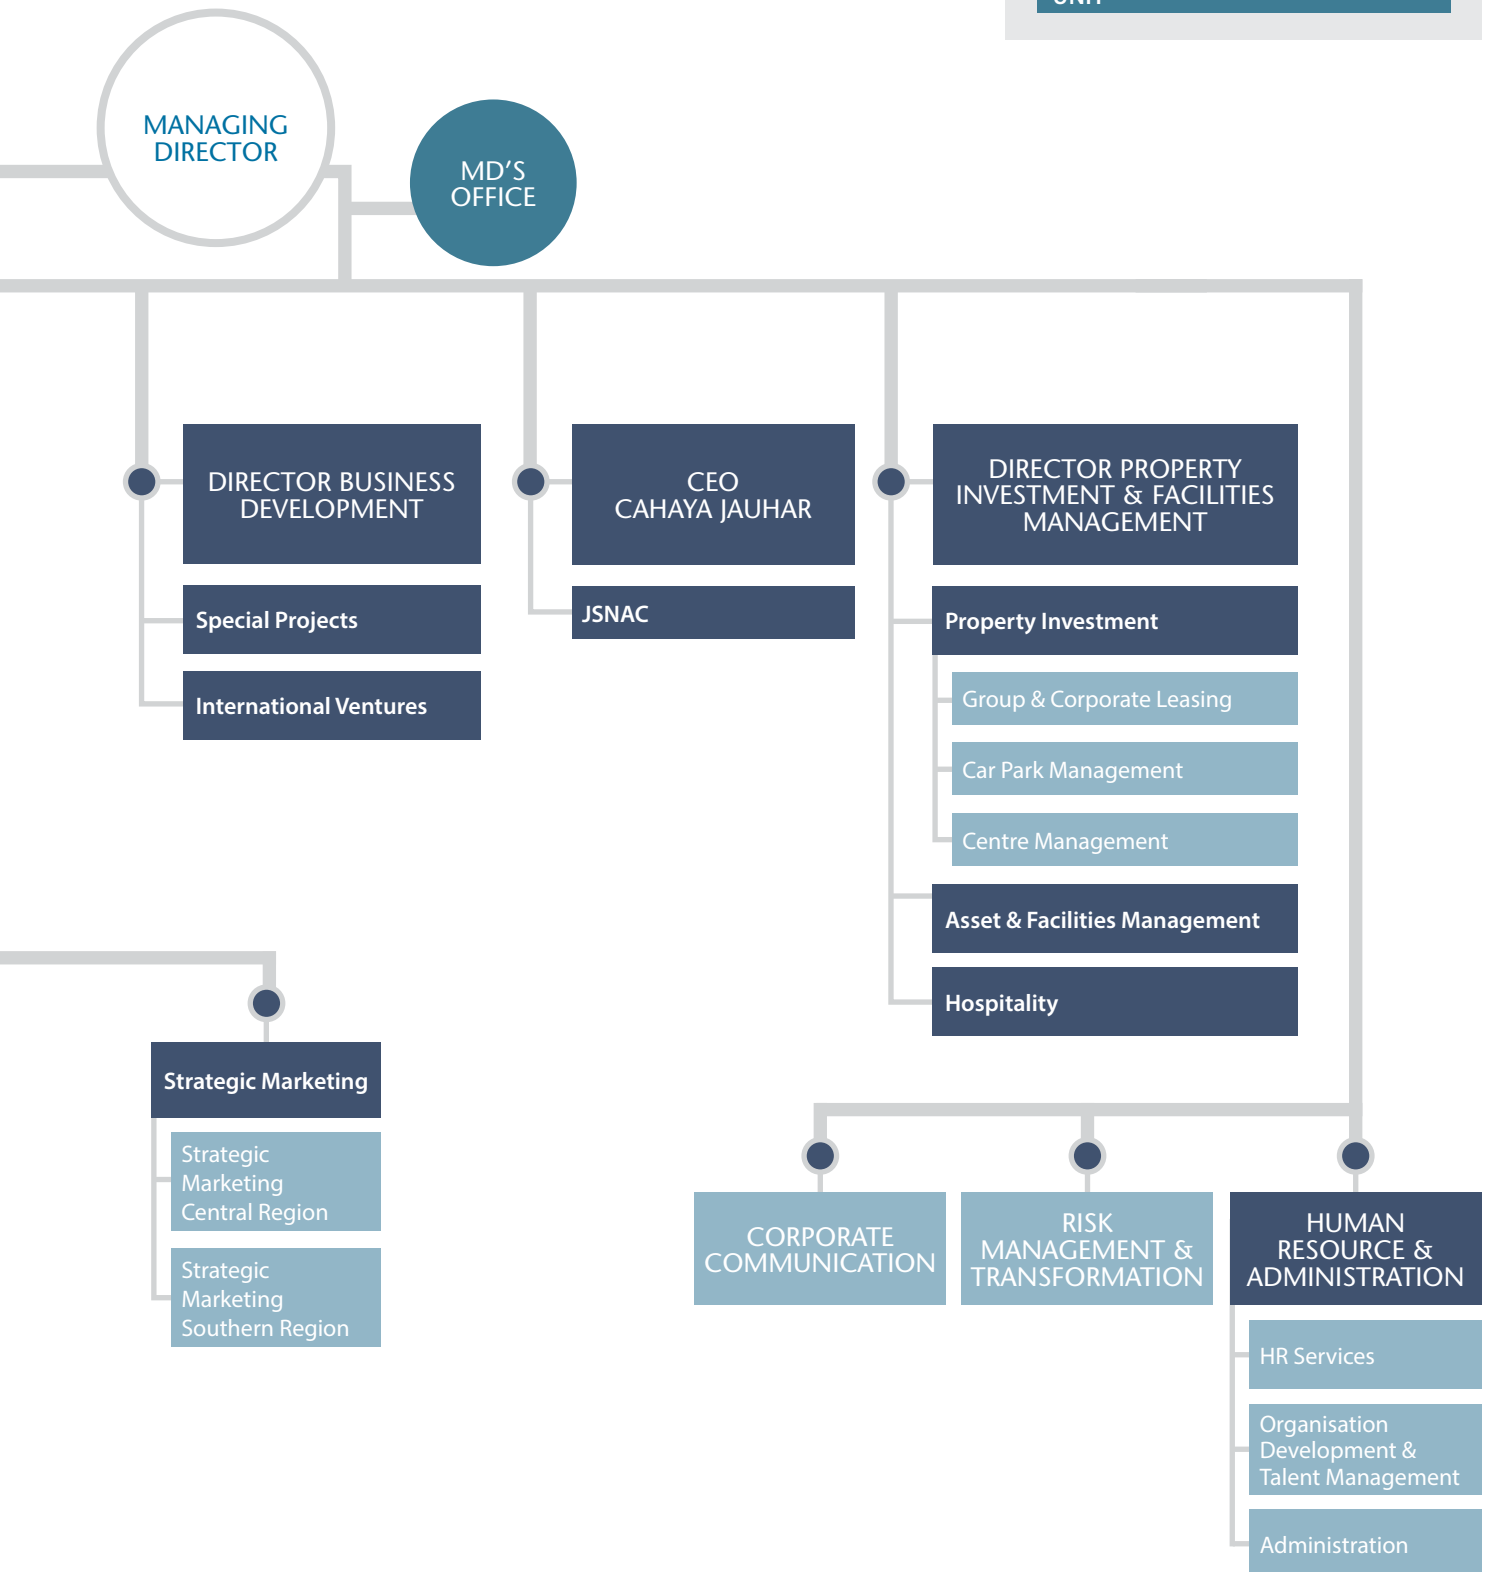 UNIT
MANAGING
DIRECTOR
MD'S
OFFICE
DIRECTOR BUSINESS
DEVELOPMENT
Special Projects
International Ventures
CEO
CAHAYA JAUHAR
JSNAC
DIRECTOR PROPERTY
INVESTMENT & FACILITIES
MANAGEMENT
Property Investment
Group & Corporate Leasing
Car Park Management
Centre Management
Asset & Facilities Management
Hospitality
Strategic Marketing
Strategic
Marketing
Central Region
Strategic
Marketing
Southern Region
CORPORATE
COMMUNICATION
RISK
MANAGEMENT &
TRANSFORMATION
HUMAN
RESOURCE &
ADMINISTRATION
HR Services
Organisation
Development &
Talent Management
Administration